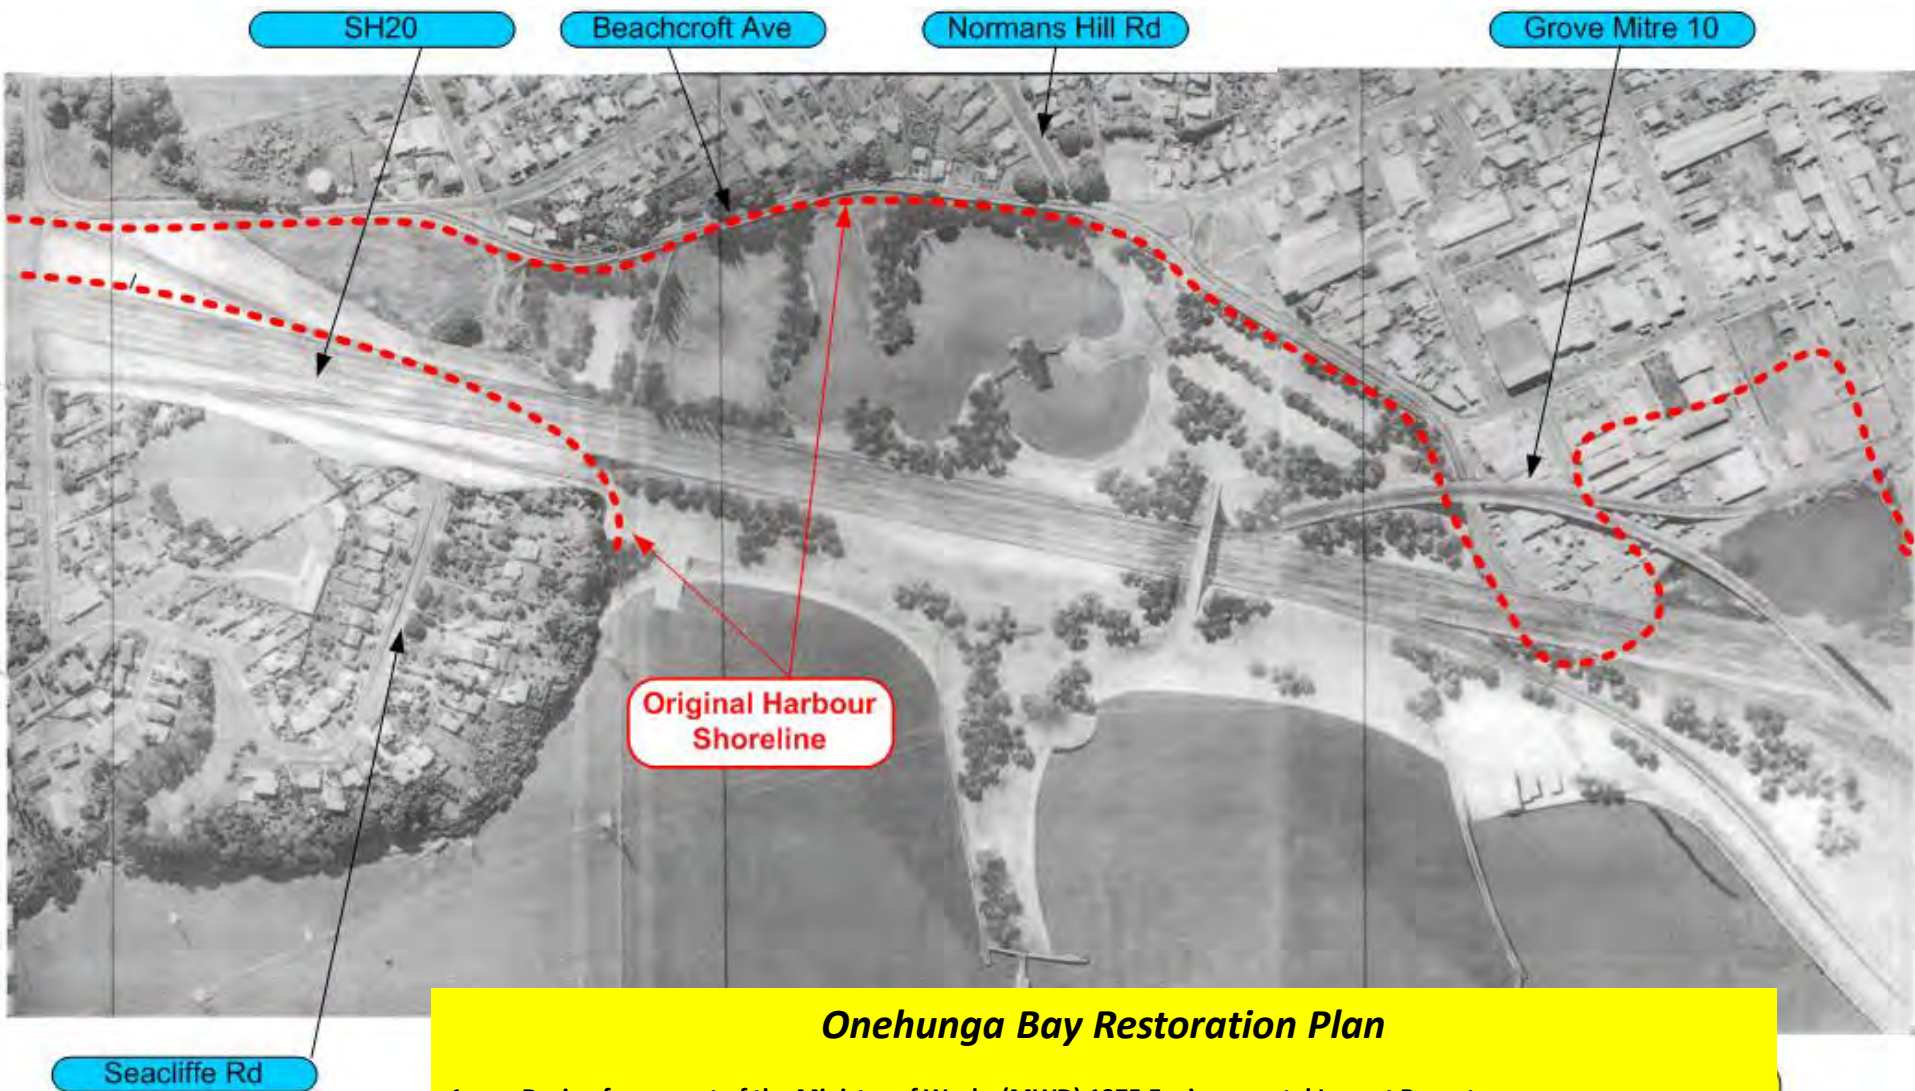 SH20
Beachcroft Ave
Normans Hill Rd
Grove Mitre 10
Original Harbour
Shoreline
Onehunga Bay Restoration Plan
Seacliffe Rd